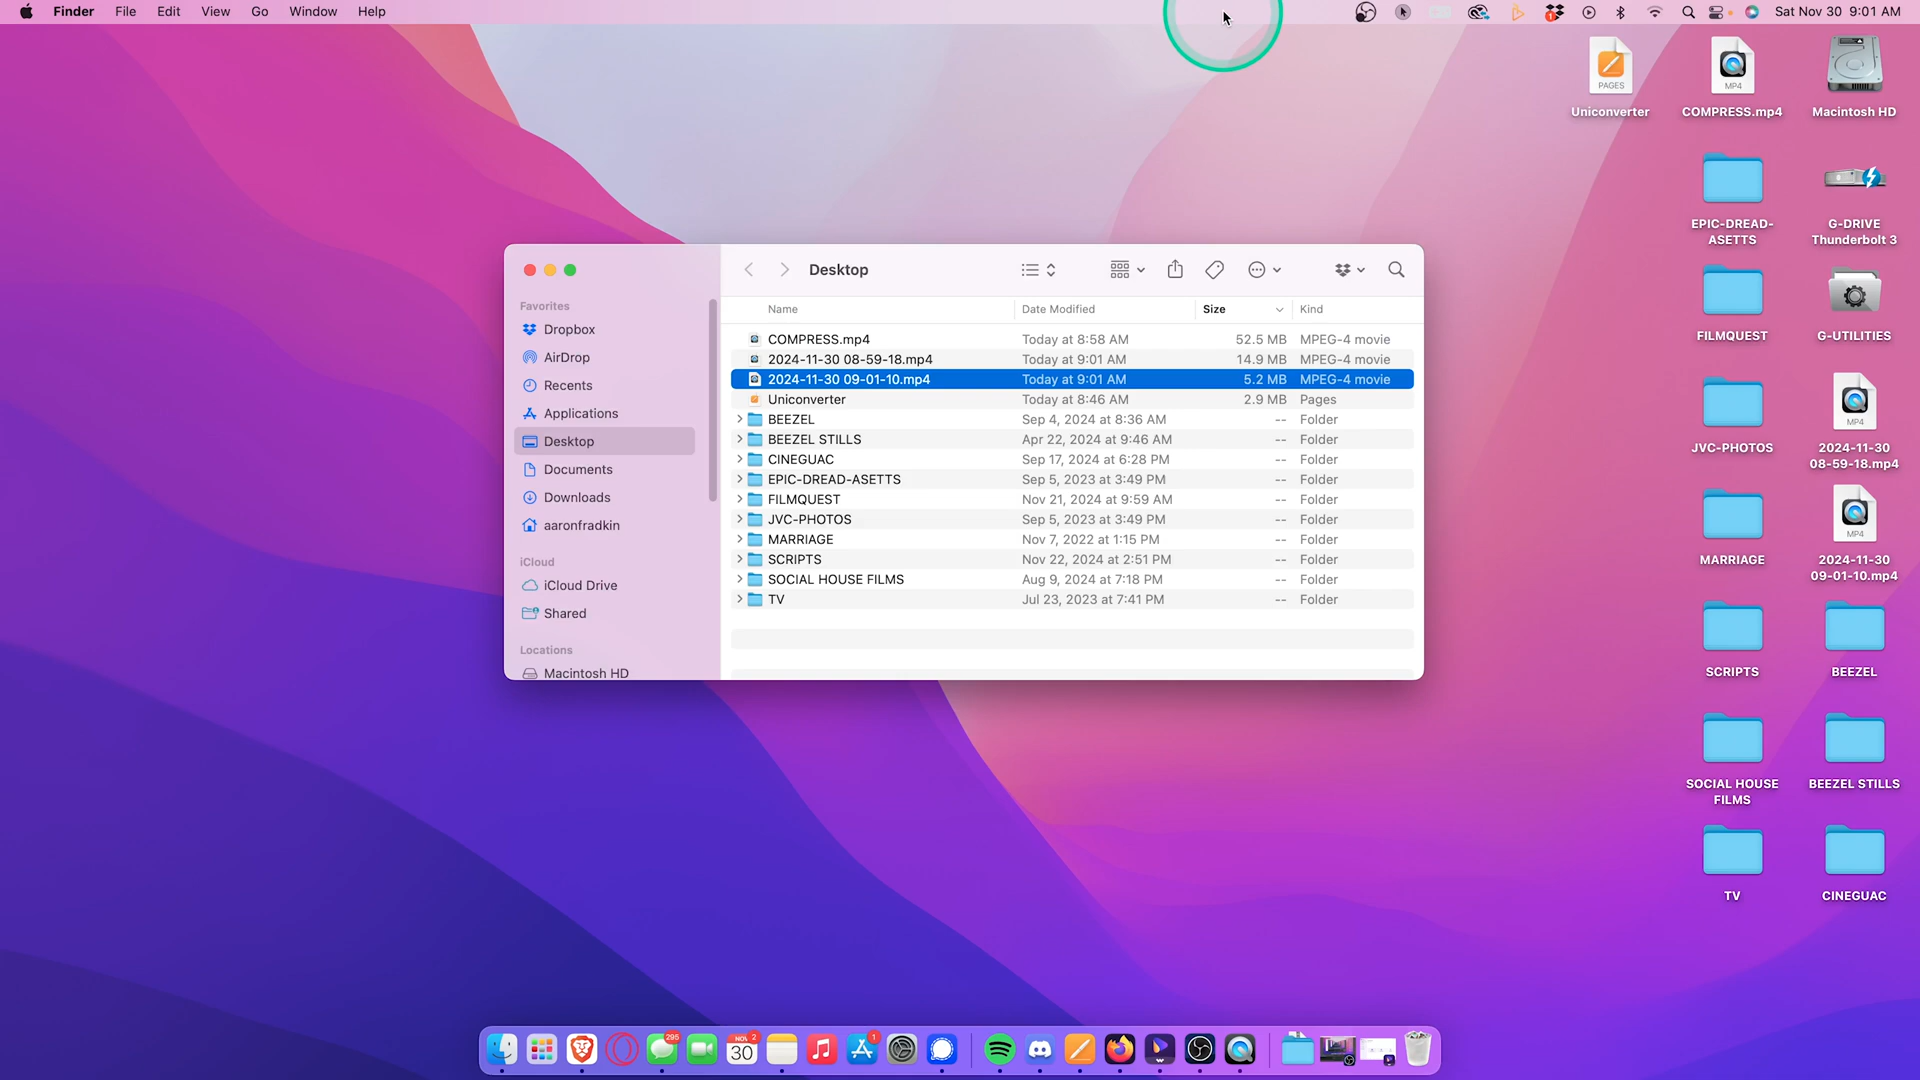 Finder File Edit View Go Window Help
1
Sat Nov 30 9:01 AM
PAGES
Uniconverter
MP4
COMPRESS.mp4
Macintosh HD
EPIC-DREAD-
ASETTS
G-DRIVE
Thunderbolt 3
FILMQUEST
G-UTILITIES
JVC-PHOTOS
MP4
2024-11-30
08-59-18.mp4
MARRIAGE
MP4
2024-11-30
09-01-10.mp4
SCRIPTS
BEEZEL
SOCIAL HOUSE
FILMS
BEEZEL STILLS
TV
CINEGUAC
Favorites
Dropbox
AirDrop
Recents
Applications
Desktop
Documents
Downloads
aaronfradkin
iCloud
iCloud Drive
Shared
Locations
Macintosh HD
Desktop
Name Date Modified Size Kind
COMPRESS.mp4 Today at 8:58 AM 52.5 MB MPEG-4 movie
2024-11-30 08-59-18.mp4 Today at 9:01 AM 14.9 MB MPEG-4 movie
2024-11-30 09-01-10.mp4 Today at 9:01 AM 5.2 MB MPEG-4 movie
Uniconverter Today at 8:46 AM 2.9 MB Pages
BEEZEL Sep 4, 2024 at 8:36 AM -- Folder
BEEZEL STILLS Apr 22, 2024 at 9:46 AM -- Folder
CINEGUAC Sep 17, 2024 at 6:28 PM -- Folder
EPIC-DREAD-ASETTS Sep 5, 2023 at 3:49 PM -- Folder
FILMQUEST Nov 21, 2024 at 9:59 AM -- Folder
JVC-PHOTOS Sep 5, 2023 at 3:49 PM -- Folder
MARRIAGE Nov 7, 2022 at 1:15 PM -- Folder
SCRIPTS Nov 22, 2024 at 2:51 PM -- Folder
SOCIAL HOUSE FILMS Aug 9, 2024 at 7:18 PM -- Folder
TV Jul 23, 2023 at 7:41 PM -- Folder
295
NOV
30
2
1